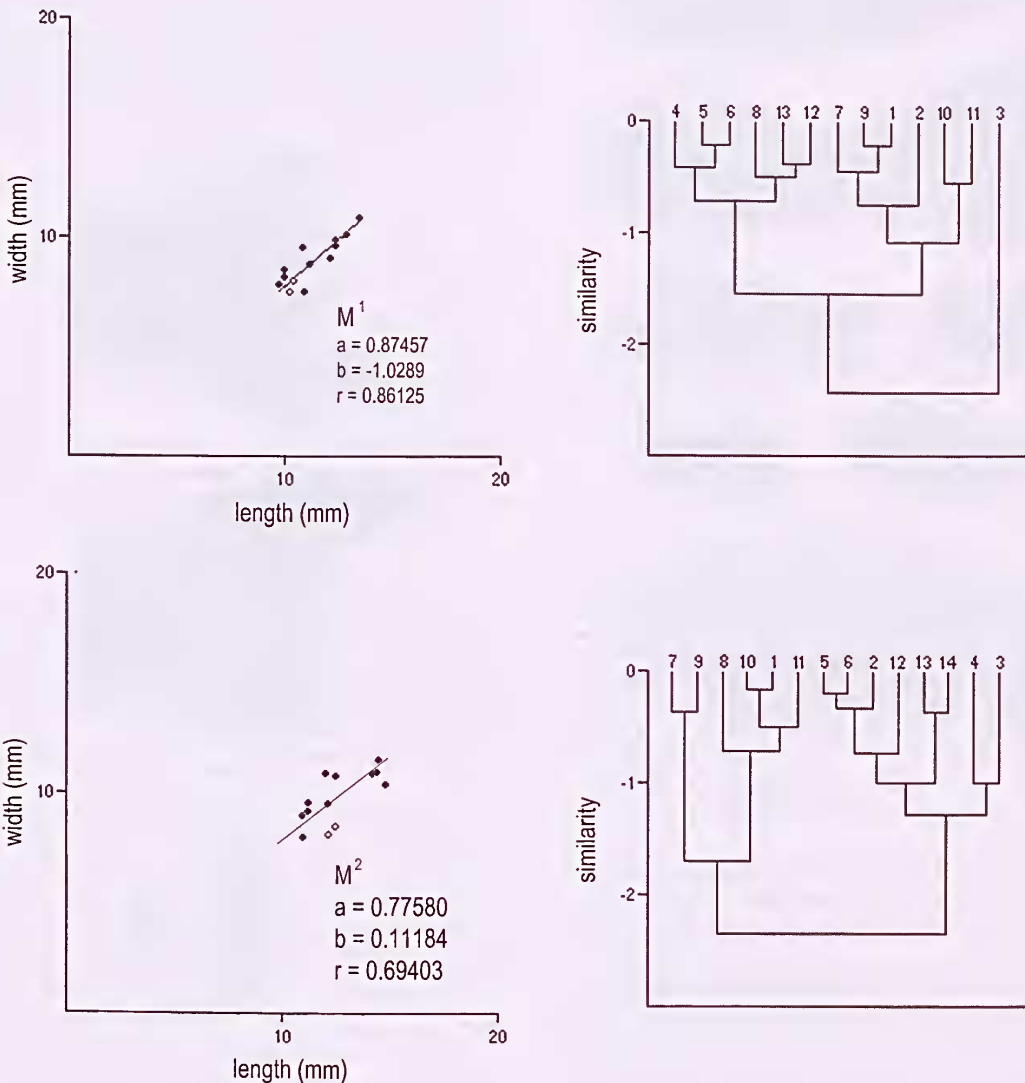 20
10
width (mm)
M1
a = 0.87457
b = -1.0289
r = 0.86125
10
20
length (mm)
4 5 6 8 13 12 7 9 1 2 10 11 3
0
-1
-2
similarity
20
10
width (mm)
M2
a = 0.77580
b = 0.11184
r = 0.69403
10
20
length (mm)
7 9 8 10 1 11 5 6 2 12 13 14 4 3
0
-1
-2
similarity